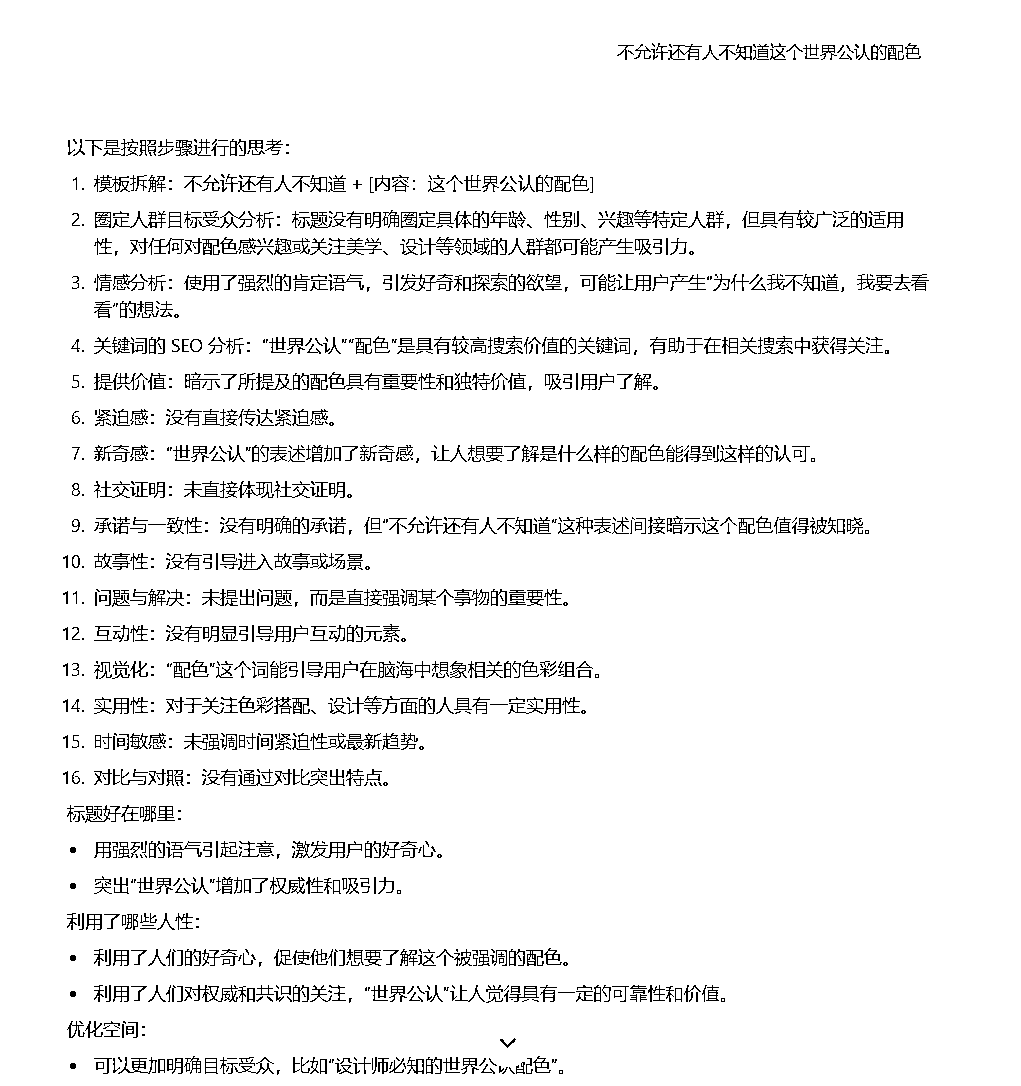 不允许还有人不知道这个世界公认的配色
以下是按照步骤进行的思考：
1. 模板拆解：不允许还有人不知道 + [内容：这个世界公认的配色]
2. 圈定人群目标受众分析：标题没有明确圈定具体的年龄、性别、兴趣等特定人群，但具有较广泛的适用
性，对任何对配色感兴趣或关注美学、设计等领域的人群都可能产生吸引力。
3. 情感分析：使用了强烈的肯定语气，引发好奇和探索的欲望，可能让用户产生“为什么我不知道，我要去看
看”的想法。
4. 关键词的 SEO 分析：“世界公认”“配色”是具有较高搜索价值的关键词，有助于在相关搜索中获得关注。
5. 提供价值：暗示了所提及的配色具有重要性和独特价值，吸引用户了解。
6. 紧迫感：没有直接传达紧迫感。
7. 新奇感：“世界公认”的表述增加了新奇感，让人想要了解是什么样的配色能得到这样的认可。
8. 社交证明：未直接体现社交证明。
9. 承诺与一致性：没有明确的承诺，但“不允许还有人不知道”这种表述间接暗示这个配色值得被知晓。
10. 故事性：没有引导进入故事或场景。
11. 问题与解决：未提出问题，而是直接强调某个事物的重要性。
12. 互动性：没有明显引导用户互动的元素。
13. 视觉化：“配色”这个词能引导用户在脑海中想象相关的色彩组合。
14. 实用性：对于关注色彩搭配、设计等方面的人具有一定实用性。
15. 时间敏感：未强调时间紧迫性或最新趋势。
16. 对比与对照：没有通过对比突出特点。
标题好在哪里：
• 用强烈的语气引起注意，激发用户的好奇心。
• 突出“世界公认”增加了权威性和吸引力。
利用了哪些人性：
• 利用了人们的好奇心，促使他们想要了解这个被强调的配色。
• 利用了人们对权威和共识的关注，“世界公认”让人觉得具有一定的可靠性和价值。
优化空间：
• 可以更加明确目标受众，比如“设计师必知的世界公认配色”。